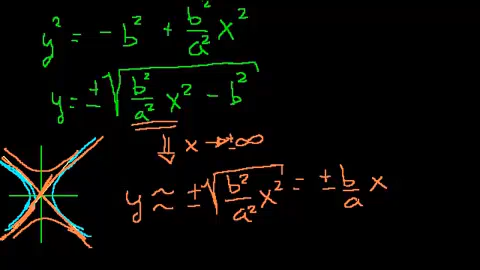 y² = - b² + b²/a² x²
y = ± √(b²/a² x² - b²)
⇓ x → ±∞
y ≈ ± √(b²/a² x²) = ± b/a x